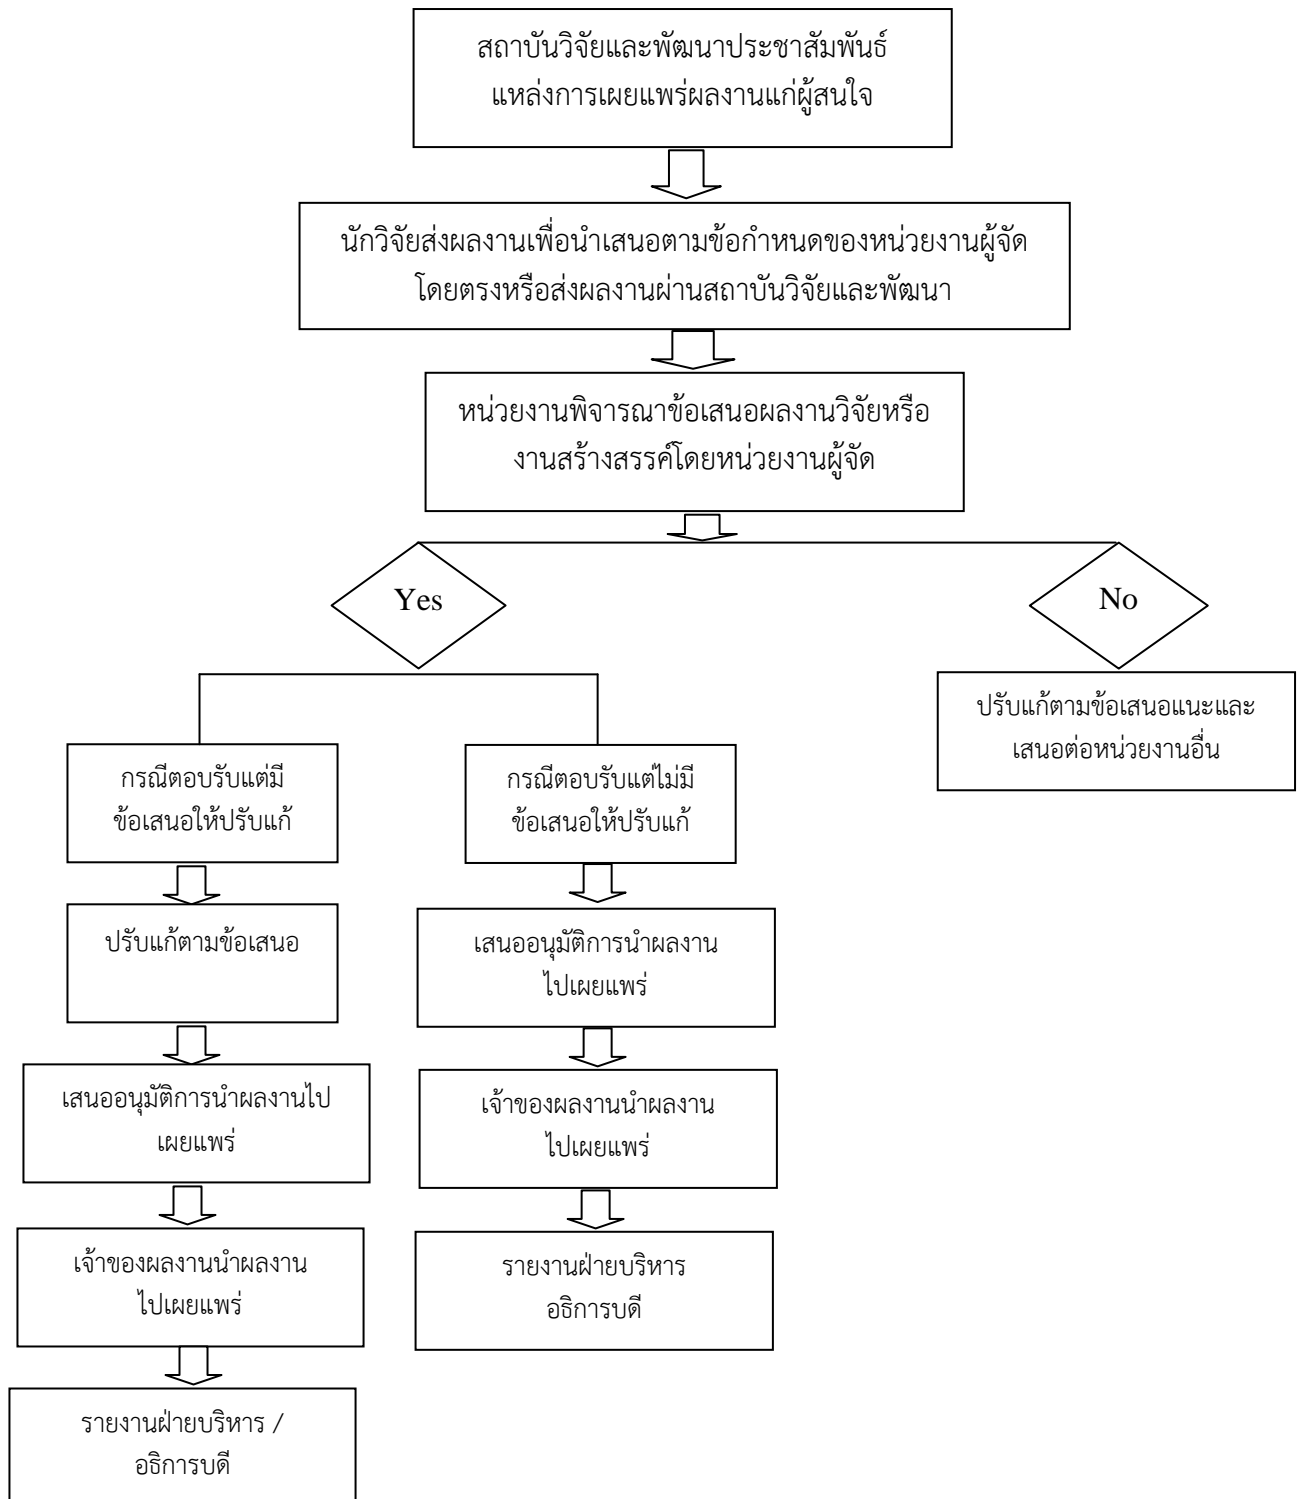 สถาบันวิจัยและพัฒนาประชาสัมพันธ์
แหล่งการเผยแพร่ผลงานแก่ผู้สนใจ
นักวิจัยส่งผลงานเพื่อนำเสนอตามข้อกำหนดของหน่วยงานผู้จัด
โดยตรงหรือส่งผลงานผ่านสถาบันวิจัยและพัฒนา
หน่วยงานพิจารณาข้อเสนอผลงานวิจัยหรือ
งานสร้างสรรค์โดยหน่วยงานผู้จัด
Yes
No
ปรับแก้ตามข้อเสนอแนะและ
เสนอต่อหน่วยงานอื่น
กรณีตอบรับแต่มี
ข้อเสนอให้ปรับแก้
ปรับแก้ตามข้อเสนอ
เสนออนุมัติการนำผลงานไป
เผยแพร่
เจ้าของผลงานนำผลงาน
ไปเผยแพร่
รายงานฝ่ายบริหาร /
อธิการบดี
กรณีตอบรับแต่ไม่มี
ข้อเสนอให้ปรับแก้
เสนออนุมัติการนำผลงาน
ไปเผยแพร่
เจ้าของผลงานนำผลงาน
ไปเผยแพร่
รายงานฝ่ายบริหาร
อธิการบดี